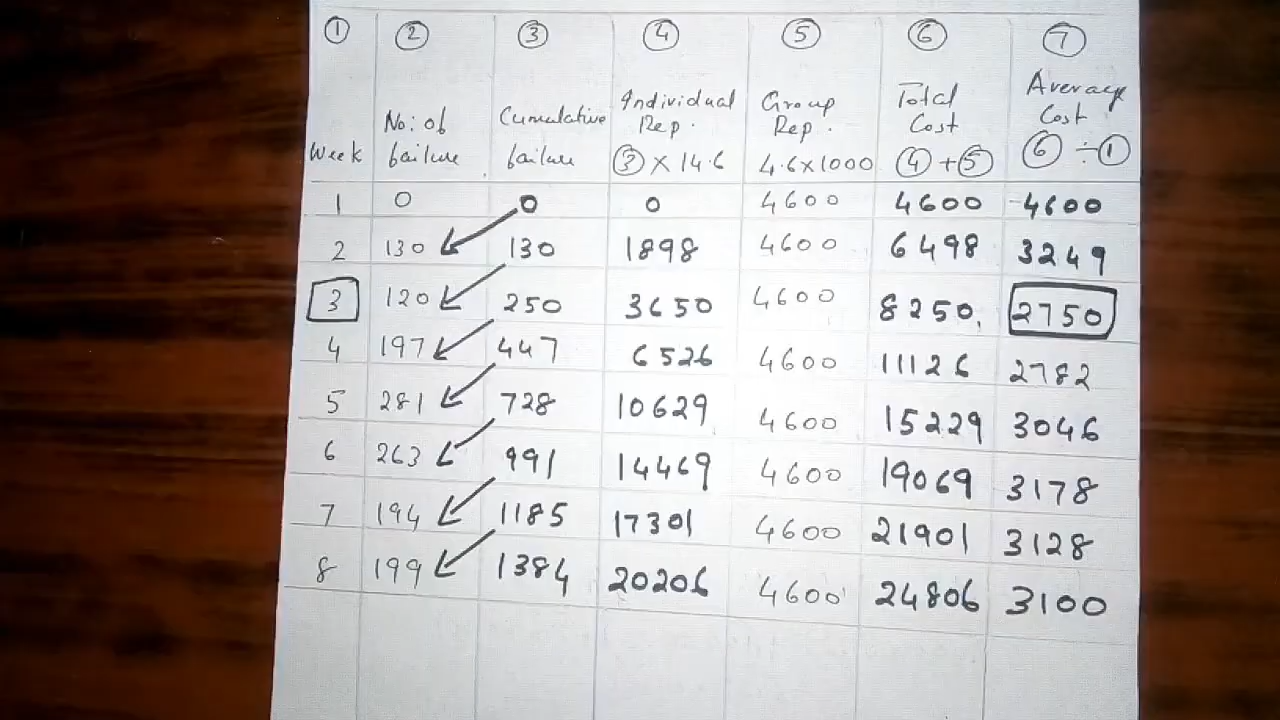 ① ② ③ ④ ⑤ ⑥ ⑦
Week No: of failure Cumulative failure Individual Rep. ③ × 14.6 Group Rep. 4.6×1000 Total Cost ④ + ⑤ Average Cost ⑥ ÷ ①
1 0 0 0 4600 4600 4600
2 130 130 1898 4600 6498 3249
3 120 250 3650 4600 8250 2750
4 197 447 6526 4600 11126 2782
5 281 728 10629 4600 15229 3046
6 263 991 14469 4600 19069 3178
7 194 1185 17301 4600 21901 3128
8 199 1384 20206 4600 24806 3100